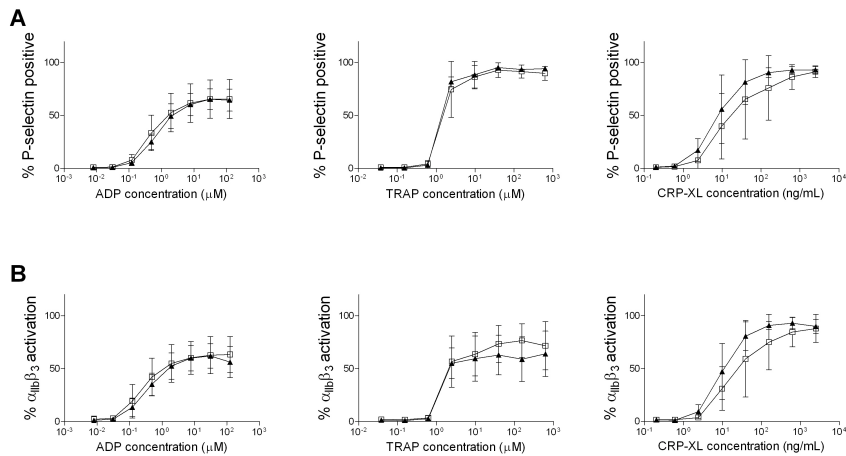 A
% P-selectin positive
100
50
0
10⁻³ 10⁻² 10⁻¹ 10⁰ 10¹ 10² 10³
ADP concentration (μM)
% P-selectin positive
100
50
0
10⁻² 10⁻¹ 10⁰ 10¹ 10² 10³
TRAP concentration (μM)
% P-selectin positive
100
50
0
10⁻¹ 10⁰ 10¹ 10² 10³ 10⁴
CRP-XL concentration (ng/mL)
B
% αIIbβ₃ activation
100
50
0
10⁻³ 10⁻² 10⁻¹ 10⁰ 10¹ 10² 10³
ADP concentration (μM)
% αIIbβ₃ activation
100
50
0
10⁻² 10⁻¹ 10⁰ 10¹ 10² 10³
TRAP concentration (μM)
% αIIbβ₃ activation
100
50
0
10⁻¹ 10⁰ 10¹ 10² 10³ 10⁴
CRP-XL concentration (ng/mL)